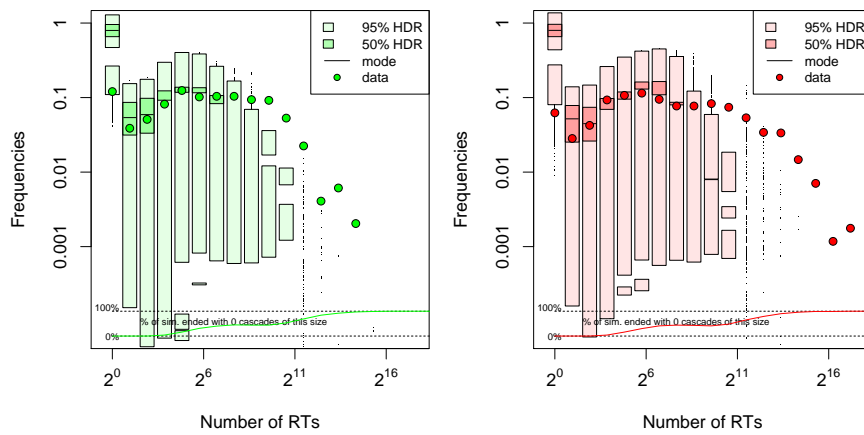 1
0.1
0.01
0.001
Frequencies
95% HDR
50% HDR
mode
data
100%
% of sim. ended with 0 cascades of this size
0%
2^0
2^6
2^11
2^16
Number of RTs
1
0.1
0.01
0.001
Frequencies
95% HDR
50% HDR
mode
data
100%
% of sim. ended with 0 cascades of this size
0%
2^0
2^6
2^11
2^16
Number of RTs